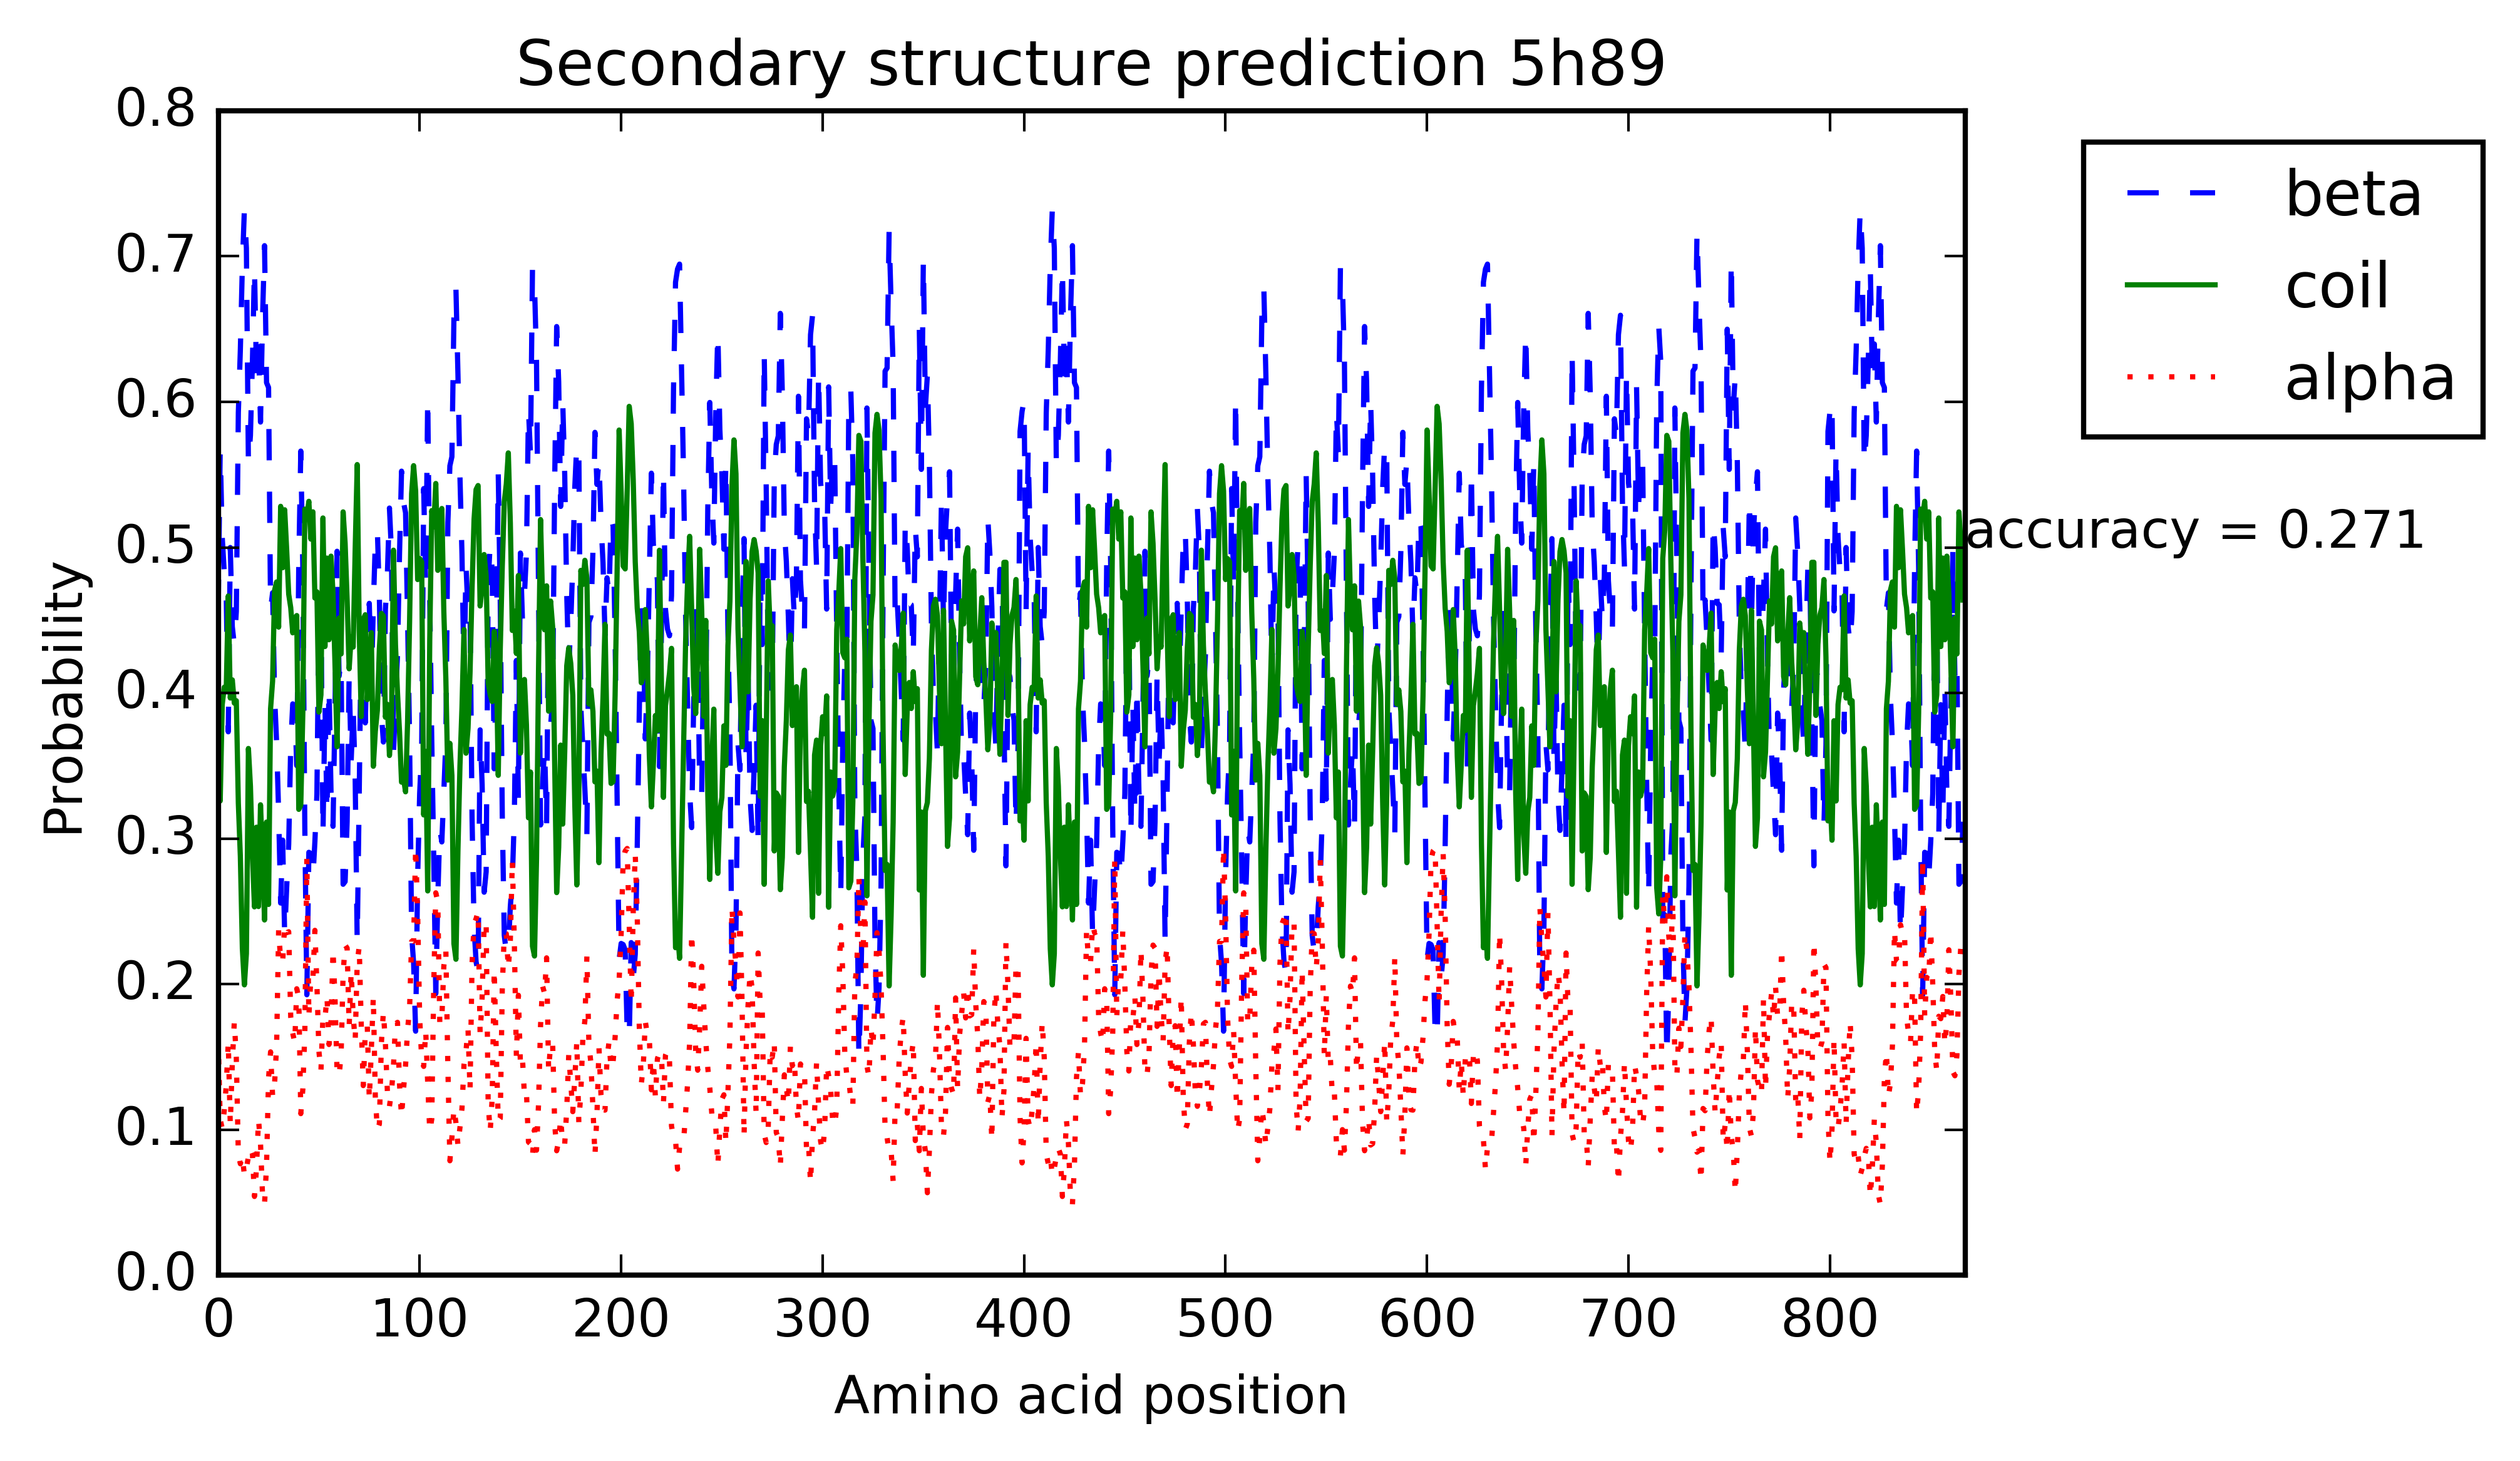 Secondary structure prediction 5h89
0.8
0.7
0.6
0.5
0.4
0.3
0.2
0.1
0.0
Probability
0 100 200 300 400 500 600 700 800
Amino acid position
beta
coil
alpha
accuracy = 0.271